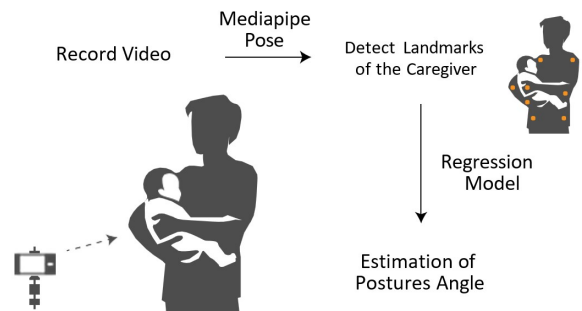 Record Video
Mediapipe
Pose
Detect Landmarks
of the Caregiver
Regression
Model
Estimation of
Postures Angle